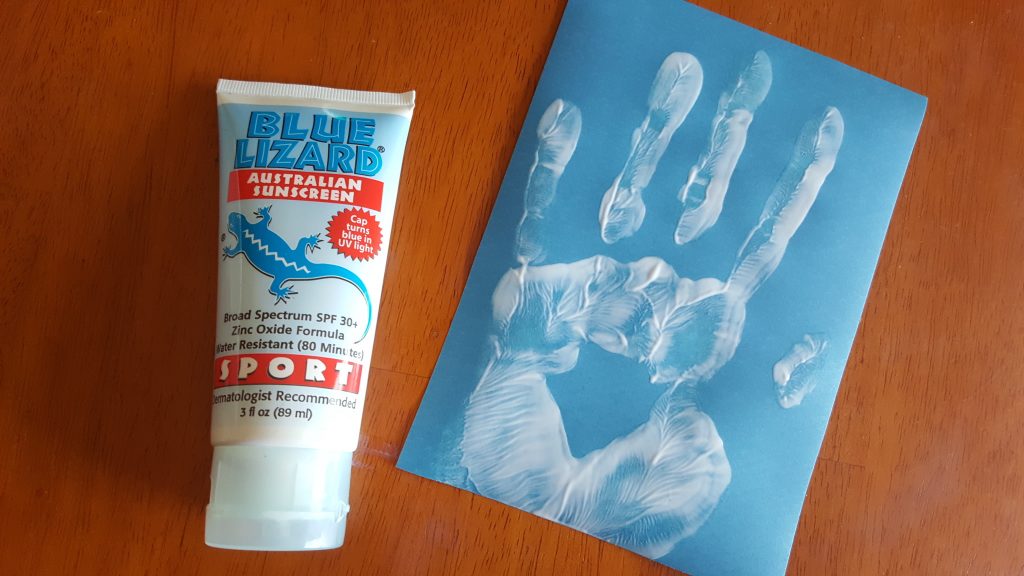 BLUE
LIZARD®
AUSTRALIAN
SUNSCREEN
Cap
turns
blue in
UV light
®
Broad Spectrum SPF 30+
Zinc Oxide Formula
Water Resistant (80 Minutes)
SPORT
Dermatologist Recommended
3 fl oz (89 ml)